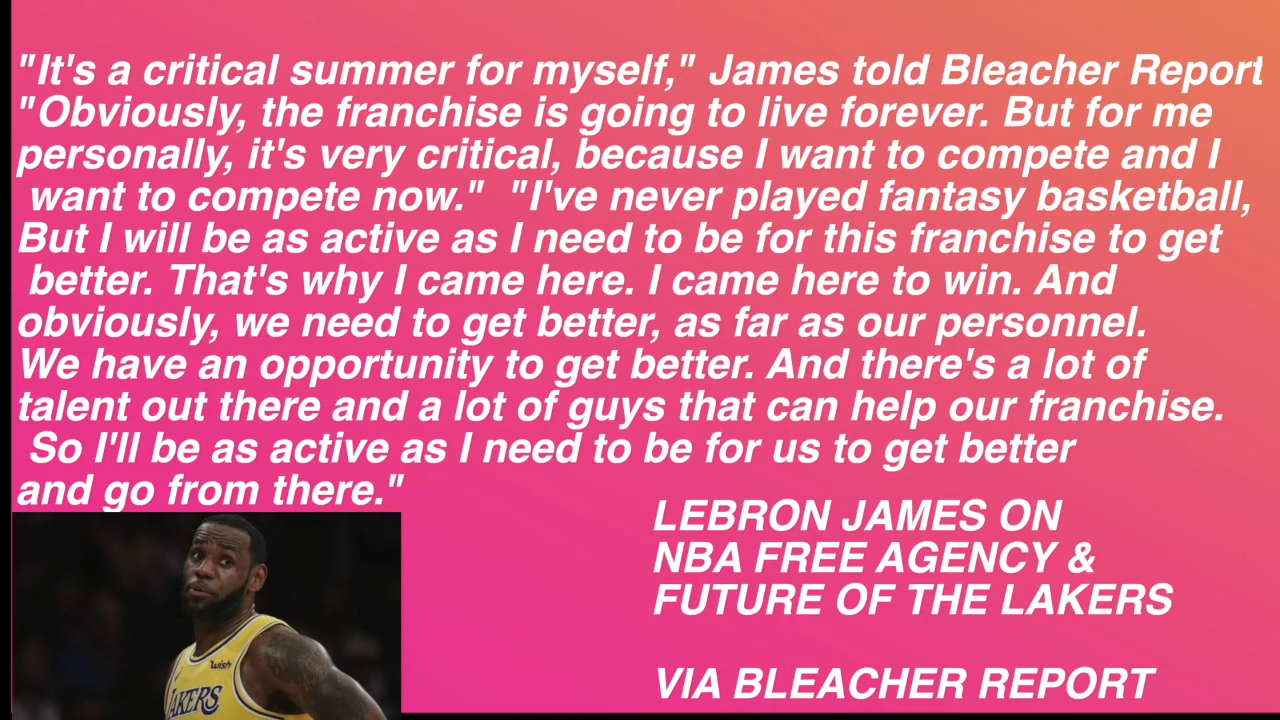 "It's a critical summer for myself," James told Bleacher Report
"Obviously, the franchise is going to live forever. But for me
personally, it's very critical, because I want to compete and I
want to compete now." "I've never played fantasy basketball,
But I will be as active as I need to be for this franchise to get
better. That's why I came here. I came here to win. And
obviously, we need to get better, as far as our personnel.
We have an opportunity to get better. And there's a lot of
talent out there and a lot of guys that can help our franchise.
So I'll be as active as I need to be for us to get better
and go from there."
LEBRON JAMES ON
NBA FREE AGENCY &
FUTURE OF THE LAKERS
VIA BLEACHER REPORT
wish
LAKERS